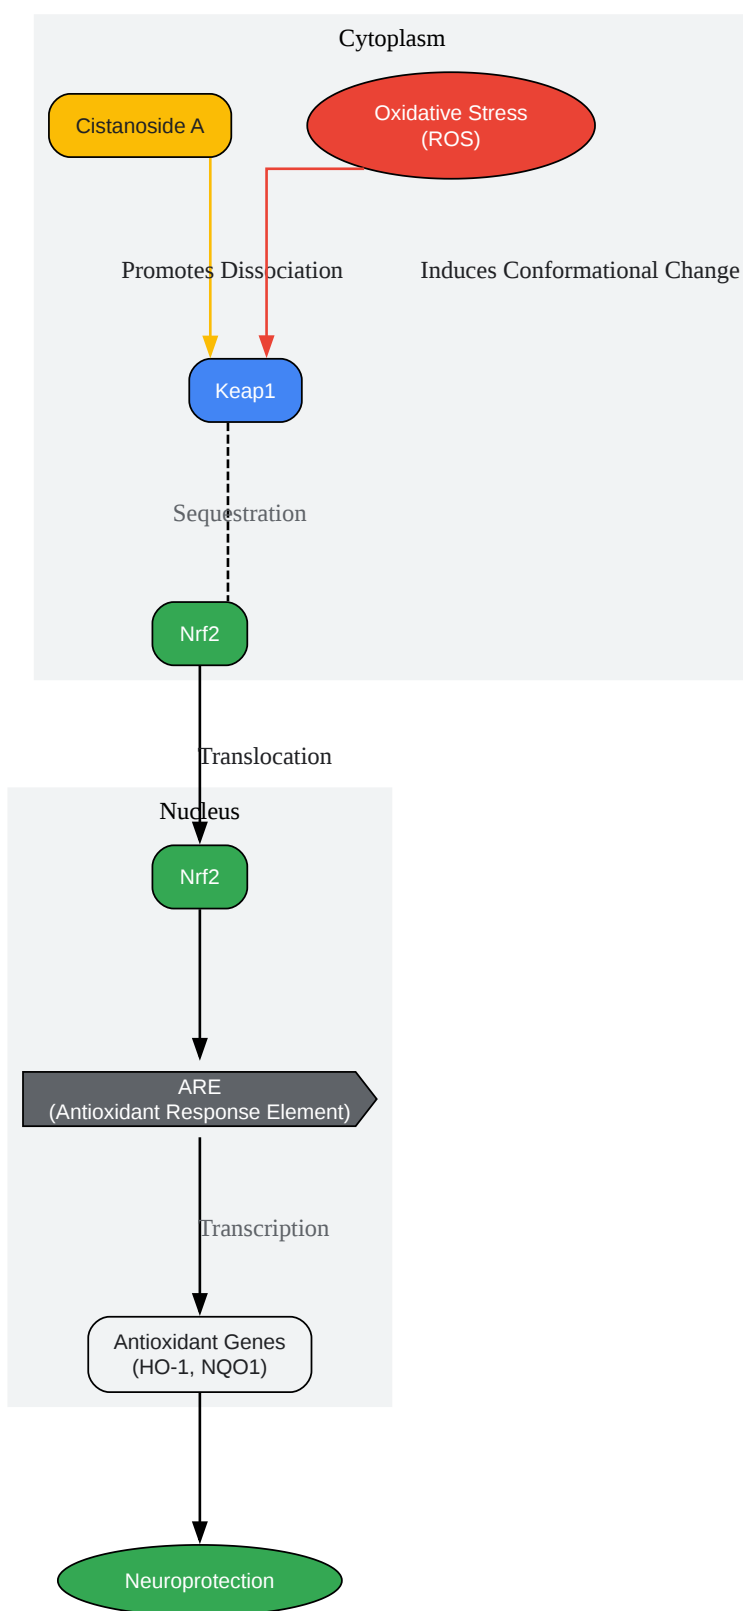 Cytoplasm
Cistanoside A
Oxidative Stress
(ROS)
Promotes Dissociation
Induces Conformational Change
Keap1
Sequestration
Nrf2
Translocation
Nucleus
Nrf2
ARE
(Antioxidant Response Element)
Transcription
Antioxidant Genes
(HO-1, NQO1)
Neuroprotection